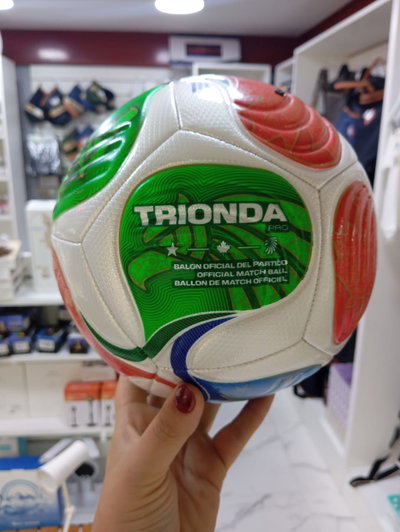 TRIONDA
PRO
BALÓN OFICIAL DEL PARTIDO
OFFICIAL MATCH BALL
BALLON DE MATCH OFFICIEL